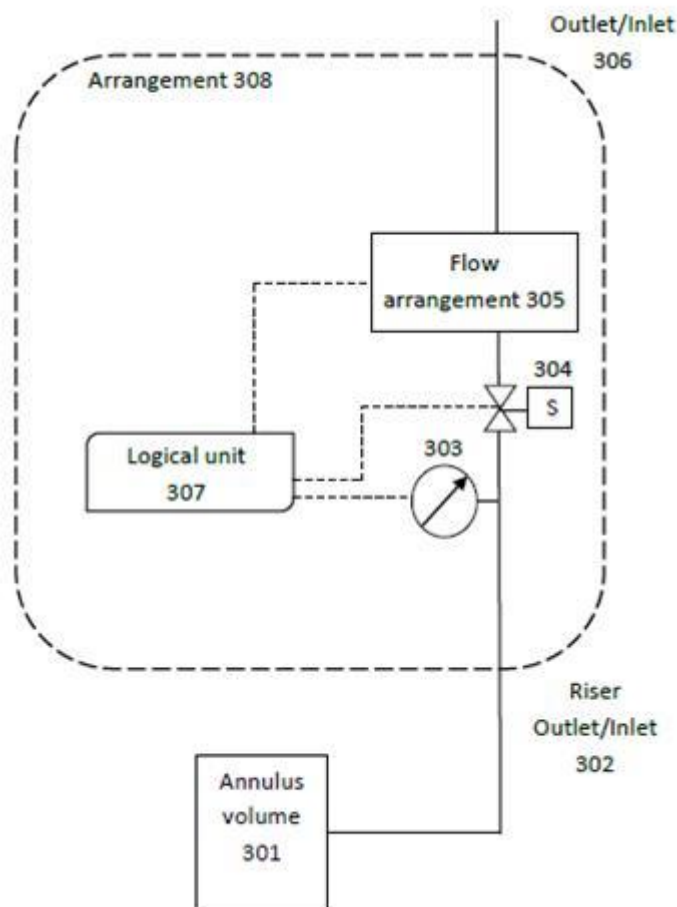 Outlet/Inlet
306
Arrangement 308
Flow
arrangement 305
304
S
303
Logical unit
307
Riser
Outlet/Inlet
302
Annulus
volume
301